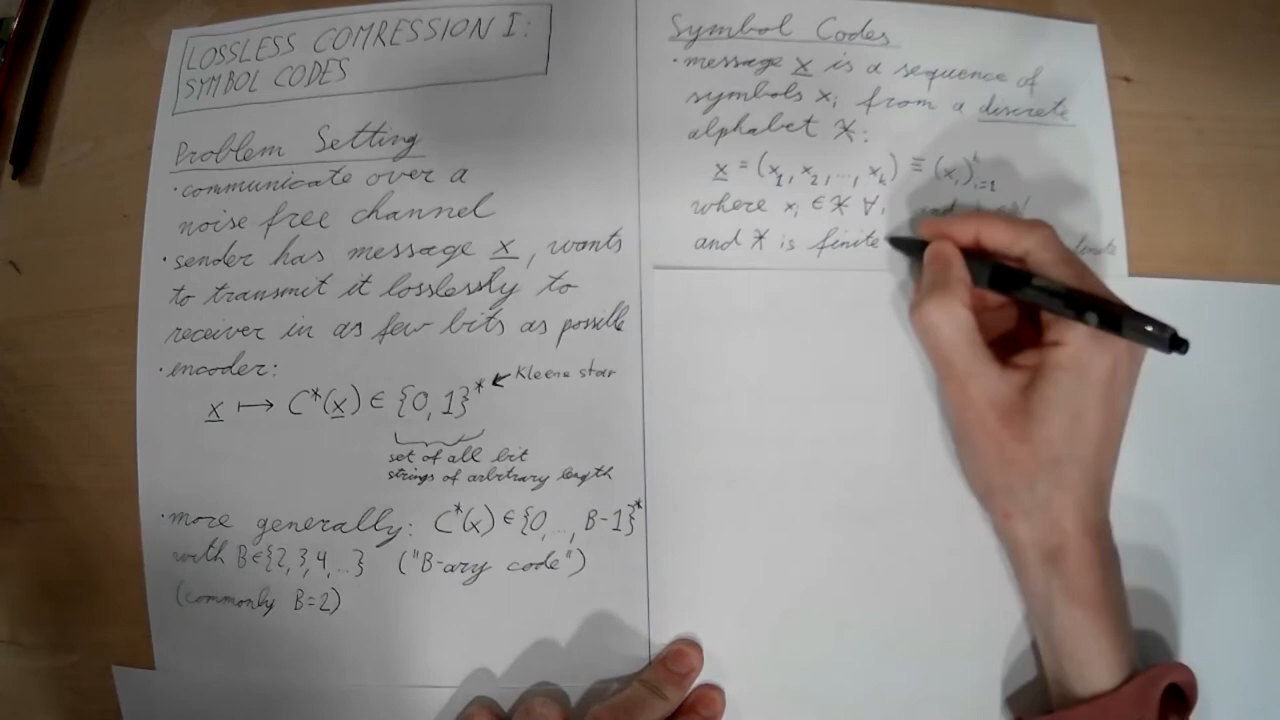 LOSSLESS COMRESSION I:
SYMBOL CODES
Problem Setting
· communicate over a
noise free channel
· sender has message x, wants
to transmit it losslessly to
receiver in as few bits as possible
· encoder:
x ↦ C*(x) ∈ {0, 1}* ← Kleene star
set of all bit
strings of arbitrary length
· more generally: C*(x) ∈ {0, ..., B-1}*
with B∈{2, 3, 4, ...} ("B-ary code")
(commonly B=2)
Symbol Codes
· message x is a sequence of
symbols xᵢ from a discrete
alphabet X:
x = (x₁, x₂, ..., xₖ) ≡ (xᵢ)ᵏᵢ₌₁
where xᵢ ∈ X ∀ᵢ
and X is finite